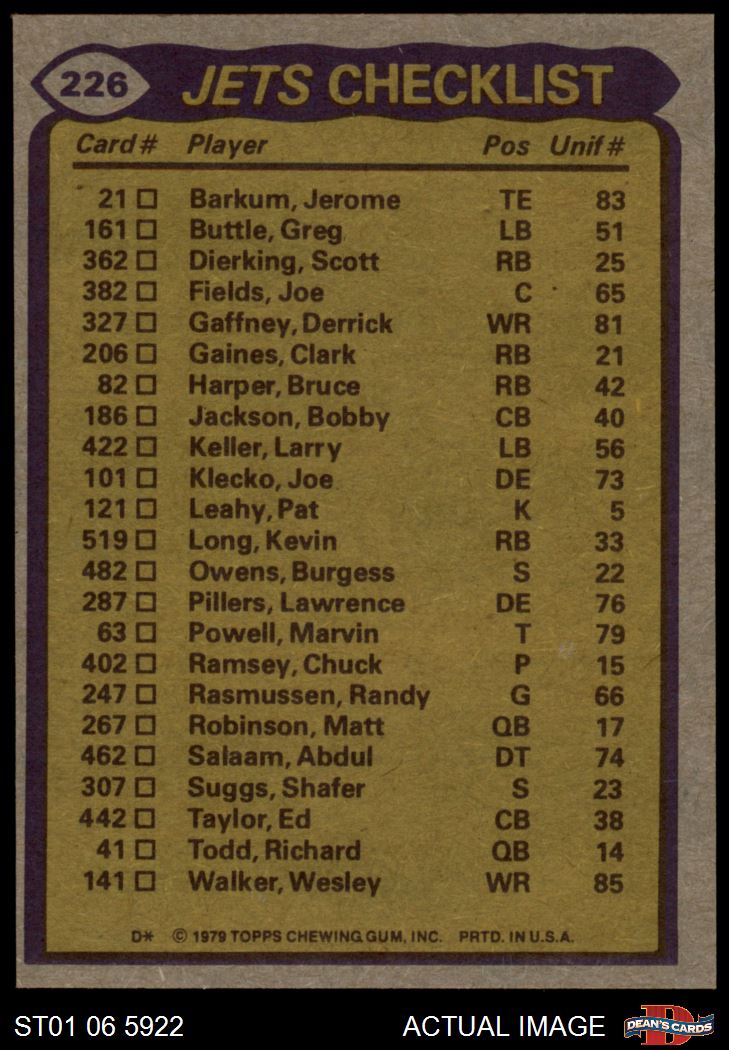 226 JETS CHECKLIST
Card # Player Pos Unif #
21 Barkum, Jerome TE 83
161 Buttle, Greg LB 51
362 Dierking, Scott RB 25
382 Fields, Joe C 65
327 Gaffney, Derrick WR 81
206 Gaines, Clark RB 21
82 Harper, Bruce RB 42
186 Jackson, Bobby CB 40
422 Keller, Larry LB 56
101 Klecko, Joe DE 73
121 Leahy, Pat K 5
519 Long, Kevin RB 33
482 Owens, Burgess S 22
287 Pillers, Lawrence DE 76
63 Powell, Marvin T 79
402 Ramsey, Chuck P 15
247 Rasmussen, Randy G 66
267 Robinson, Matt QB 17
462 Salaam, Abdul DT 74
307 Suggs, Shafer S 23
442 Taylor, Ed CB 38
41 Todd, Richard QB 14
141 Walker, Wesley WR 85
D* © 1979 TOPPS CHEWING GUM, INC. PRTD. IN U.S.A.
ST01 06 5922 ACTUAL IMAGE D DEAN'S CARDS